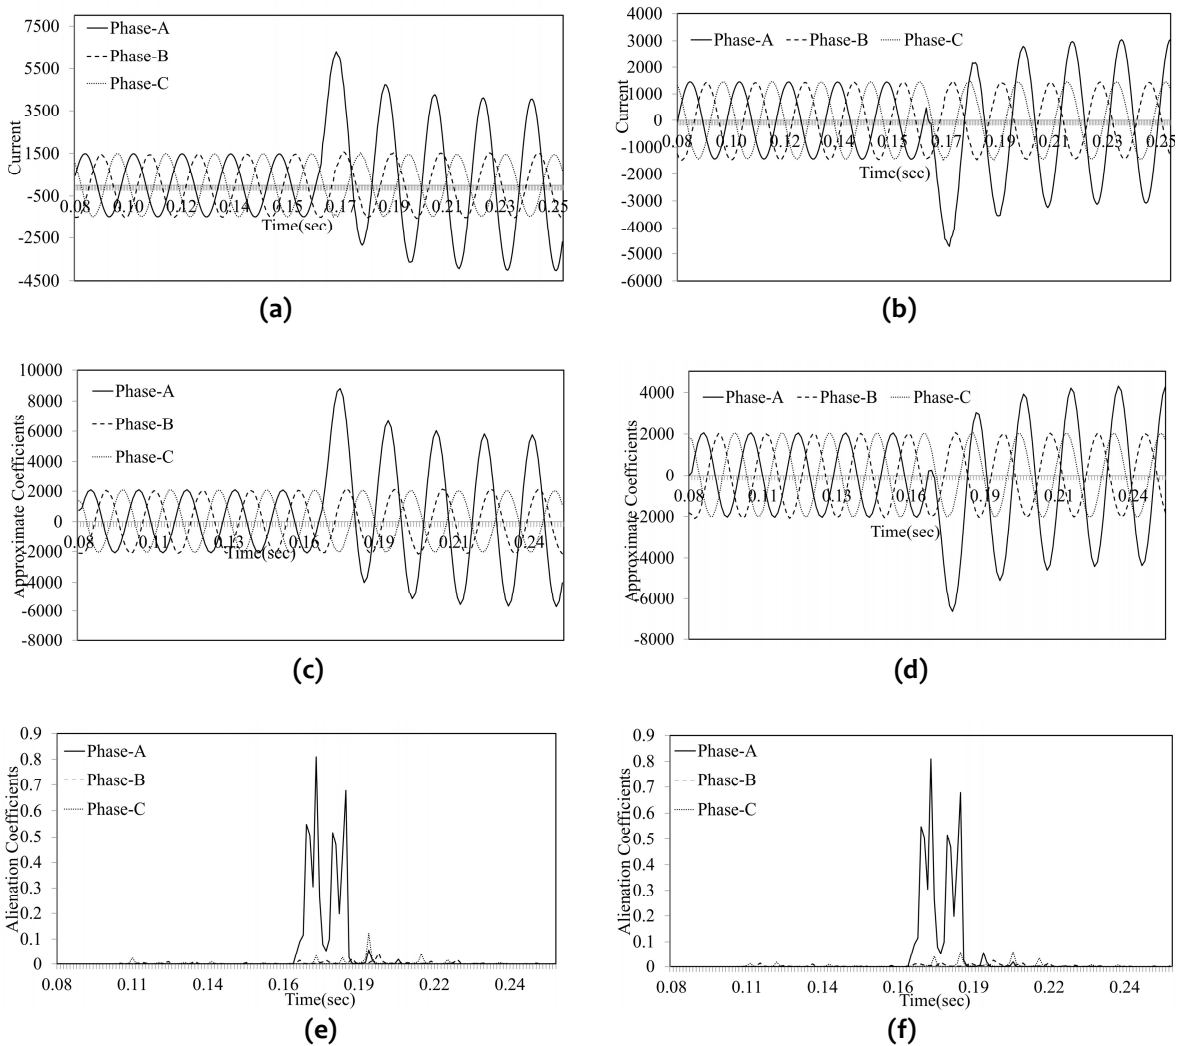 7500
5500
3500
1500
-500
-2500
-4500
Current
Phase-A
Phase-B
Phase-C
0.08 0.10 0.12 0.14 0.15 0.17 0.19 0.21 0.23 0.25
Time(sec)
(a)
4000
3000
2000
1000
0
-1000
-2000
-3000
-4000
-5000
-6000
Current
Phase-A Phase-B Phase-C
0.08 0.10 0.12 0.14 0.15 0.17 0.19 0.21 0.23 0.25
Time(sec)
(b)
10000
8000
6000
4000
2000
0
-2000
-4000
-6000
-8000
Approximate Coefficients
Phase-A
Phase-B
Phase-C
0.08 0.11 0.13 0.16 0.19 0.21 0.24
Time(sec)
(c)
4000
2000
0
-2000
-4000
-6000
-8000
Approximate Coefficients
Phase-A Phase-B Phase-C
0.08 0.11 0.13 0.16 0.19 0.21 0.24
Time(sec)
(d)
0.9
0.8
0.7
0.6
0.5
0.4
0.3
0.2
0.1
0
Alienation Coefficients
Phase-A
Phase-B
Phase-C
0.08 0.11 0.14 0.16 0.19 0.22 0.24
Time(sec)
(e)
0.9
0.8
0.7
0.6
0.5
0.4
0.3
0.2
0.1
0
Alienation Coefficients
Phase-A
Phase-B
Phase-C
0.08 0.11 0.14 0.16 0.19 0.22 0.24
Time(sec)
(f)